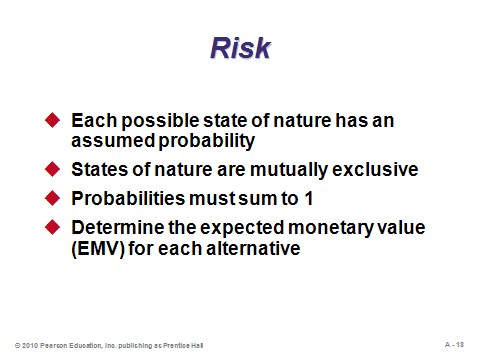 Risk
Each possible state of nature has an
assumed probability
States of nature are mutually exclusive
Probabilities must sum to 1
Determine the expected monetary value
(EMV) for each alternative
© 2010 Pearson Education, Inc. publishing as Prentice Hall
A - 18